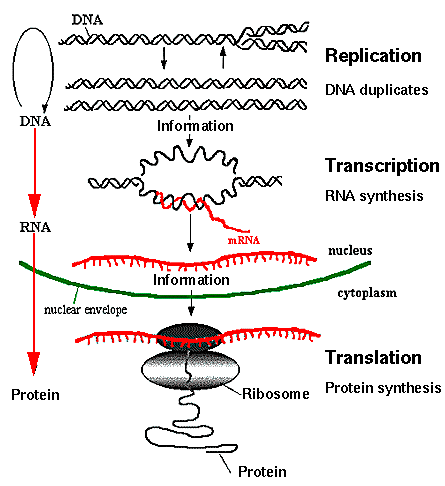 DNA
Replication
DNA duplicates
DNA
Information
Transcription
RNA synthesis
RNA
mRNA
nucleus
Information
cytoplasm
nuclear envelope
Translation
Protein synthesis
Protein
Ribosome
Protein